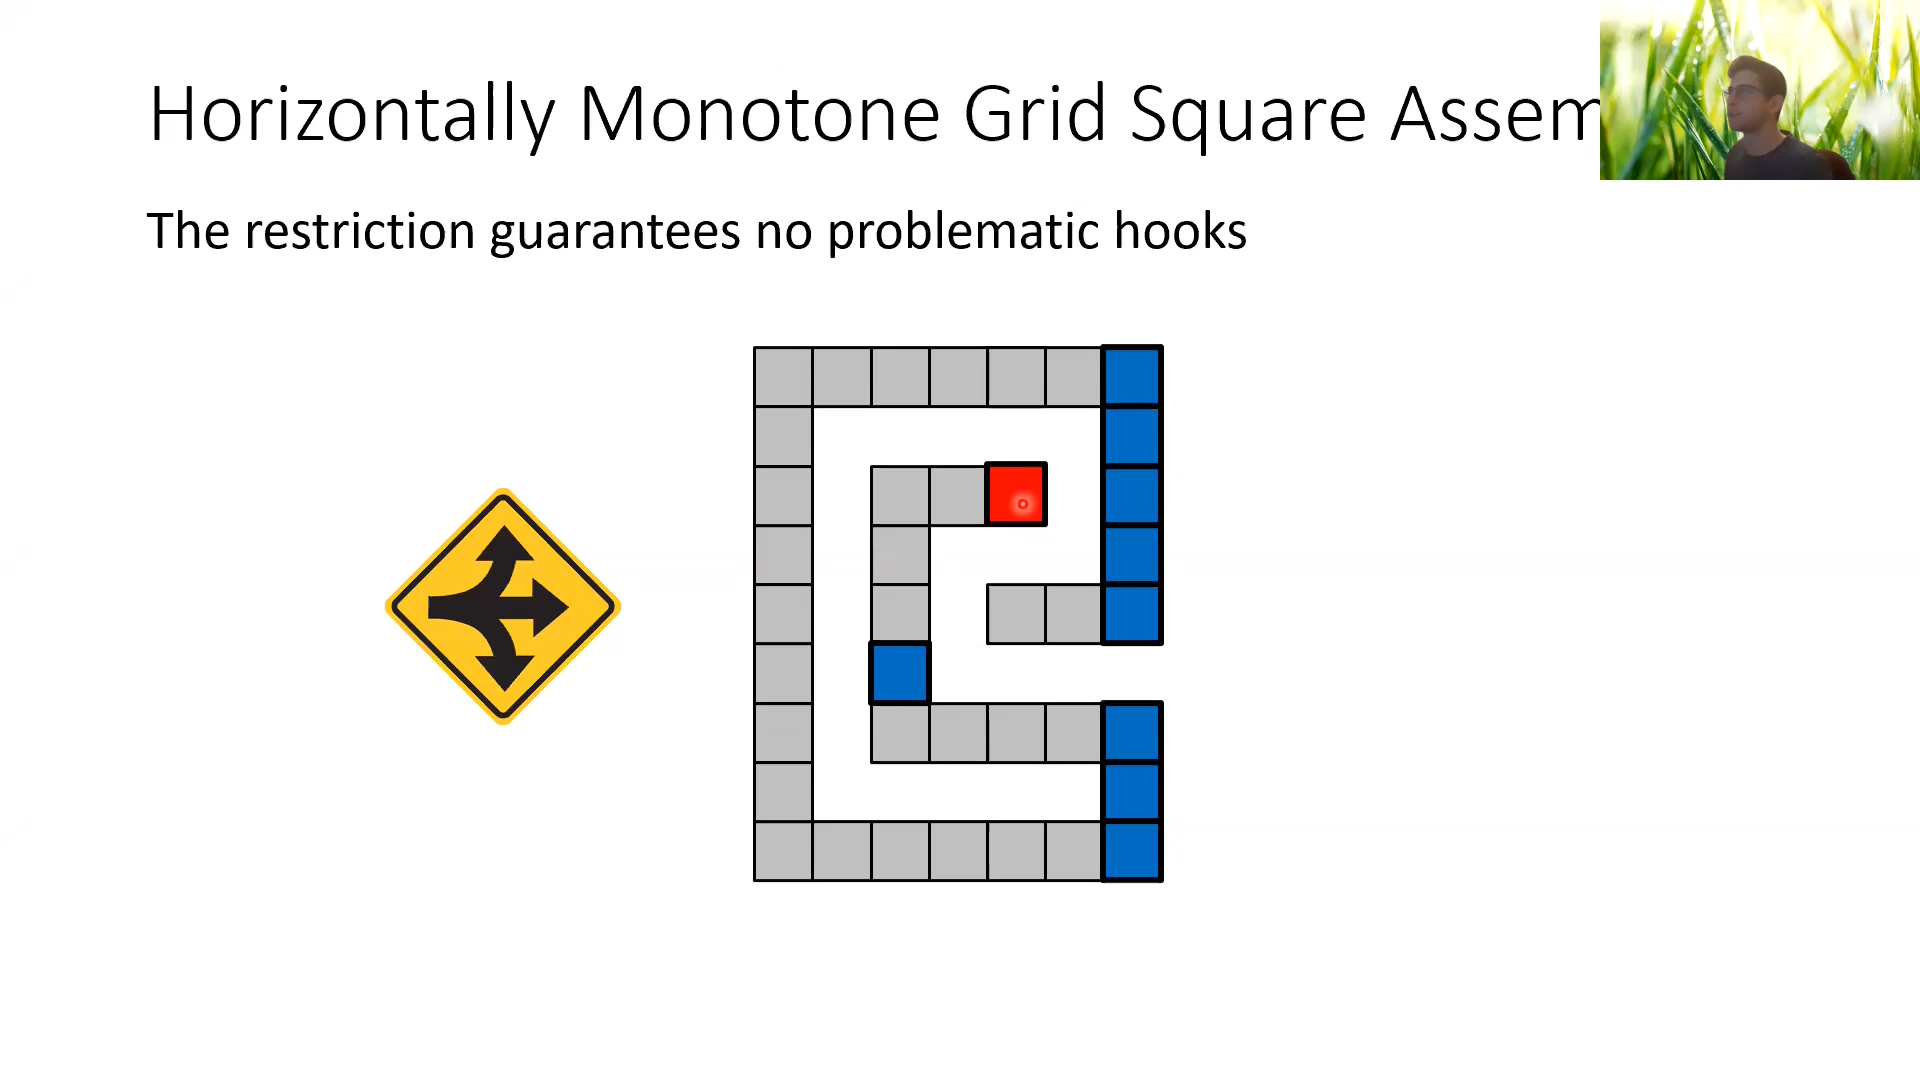 Horizontally Monotone Grid Square Assem
The restriction guarantees no problematic hooks